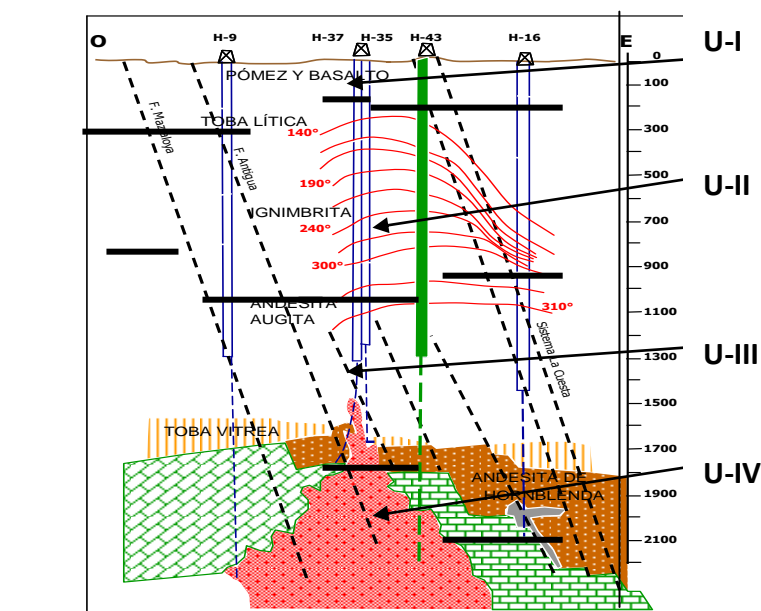 O
H-9
H-37
H-35
H-43
H-16
E
U-I
0
PÓMEZ Y BASALTO
100
TOBA LÍTICA
140°
300
F. Mazaloya
F. Antigua
190°
500
U-II
IGNIMBRITA
240°
700
300°
900
ANDESITA
AUGITA
310°
1100
Sistema La Cuesta
1300
U-III
1500
TOBA VITREA
1700
U-IV
ANDESITA DE
HORNBLENDA
1900
2100